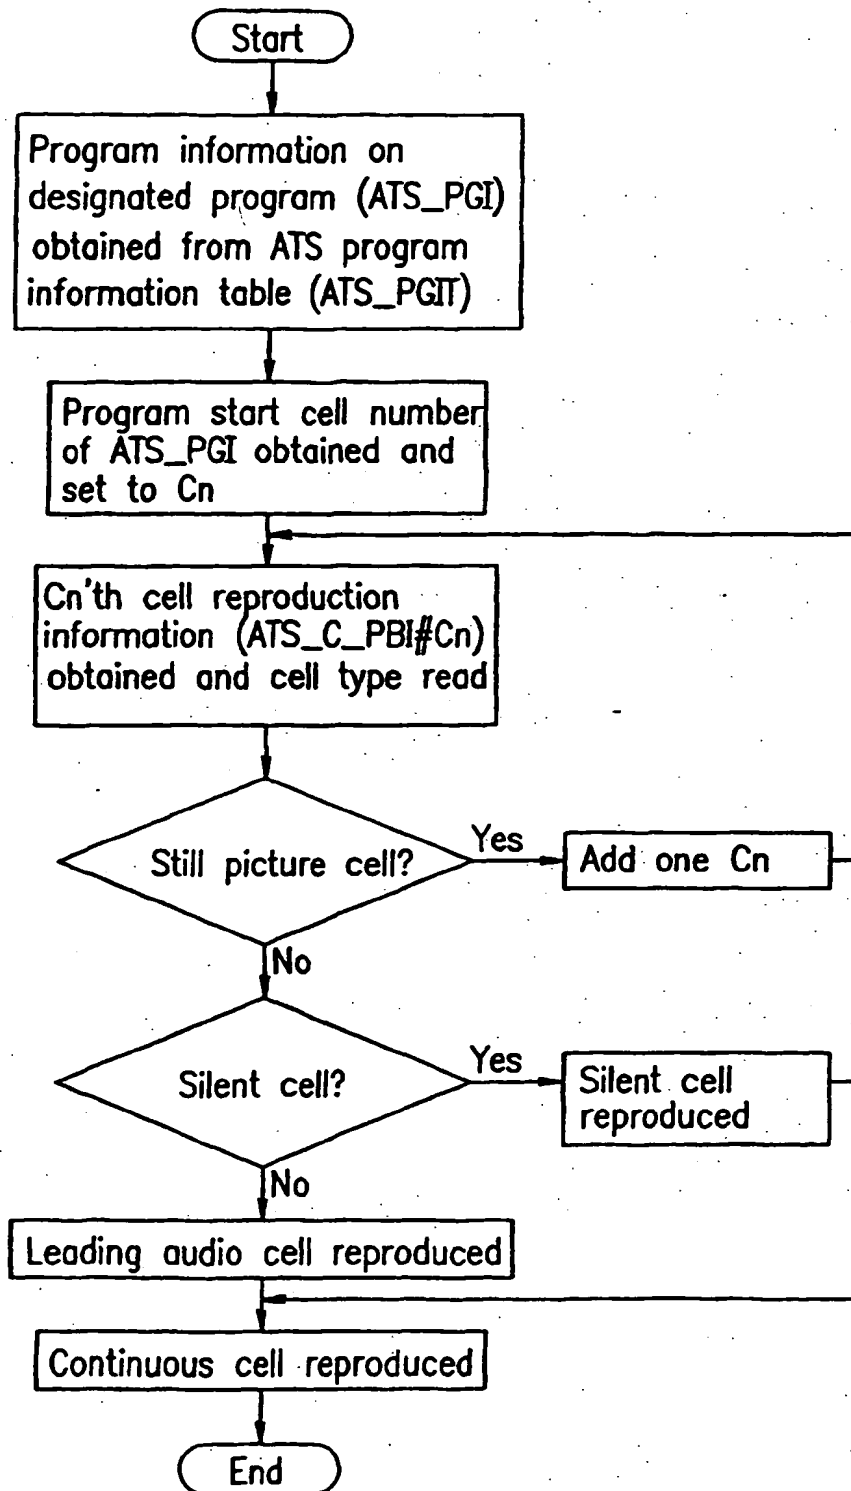 Start
Program information on
designated program (ATS_PGI)
obtained from ATS program
information table (ATS_PGIT)
Program start cell number
of ATS_PGI obtained and
set to Cn
Cn'th cell reproduction
information (ATS_C_PBI#Cn)
obtained and cell type read
Still picture cell?
Yes
Add one Cn
No
Silent cell?
Yes
Silent cell
reproduced
No
Leading audio cell reproduced
Continuous cell reproduced
End